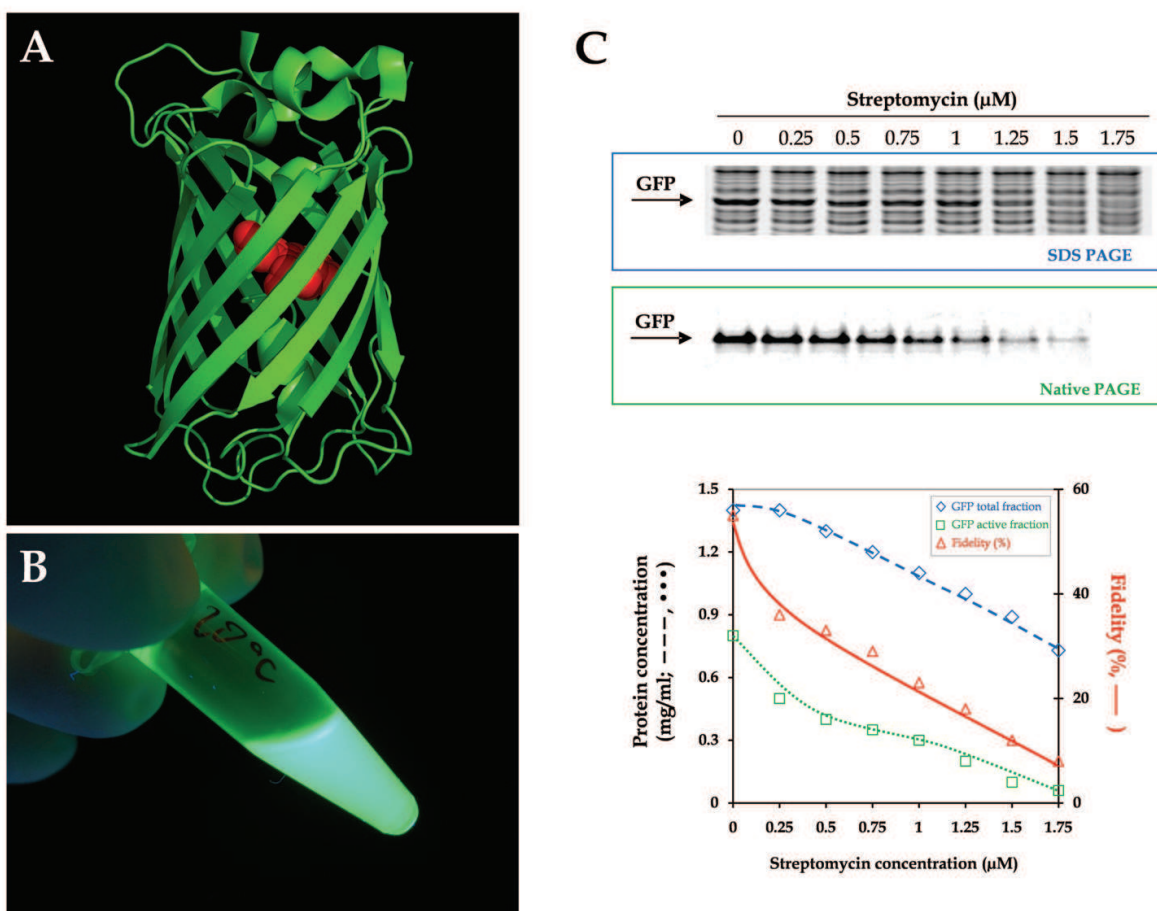 A
B
20°C
C
Streptomycin (µM)
0 0.25 0.5 0.75 1 1.25 1.5 1.75
GFP
SDS PAGE
GFP
Native PAGE
1.5
1.2
0.9
0.6
0.3
0
60
40
20
0
GFP total fraction
GFP active fraction
Fidelity (%)
Protein concentration
(mg/ml; – – –, •••)
Fidelity (%, — )
0 0.25 0.5 0.75 1 1.25 1.5 1.75
Streptomycin concentration (µM)